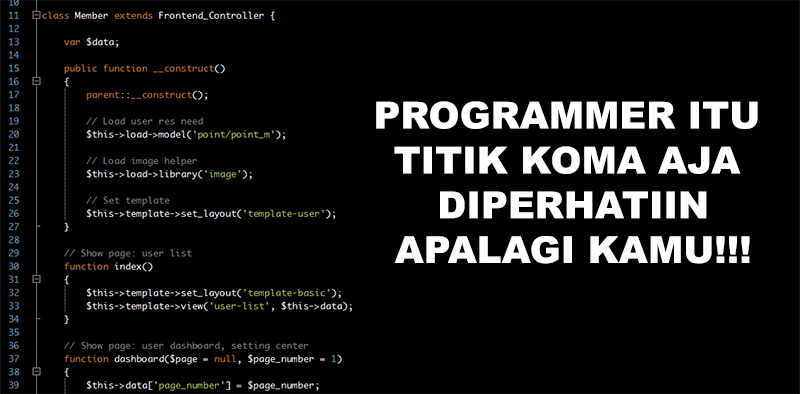 10
11 class Member extends Frontend_Controller {
12
13 var $data;
14
15 public function __construct()
16 {
17 parent::__construct();
18
19 // Load user res need
20 $this->load->model('point/point_m');
21
22 // Load image helper
23 $this->load->library('image');
24
25 // Set template
26 $this->template->set_layout('template-user');
27 }
28
29 // Show page: user list
30 function index()
31 {
32 $this->template->set_layout('template-basic');
33 $this->template->view('user-list', $this->data);
34 }
35
36 // Show page: user dashboard, setting center
37 function dashboard($page = null, $page_number = 1)
38 {
39 $this->data['page_number'] = $page_number;
PROGRAMMER ITU
TITIK KOMA AJA
DIPERHATIIN
APALAGI KAMU!!!